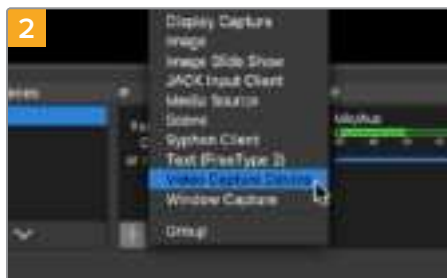 2
Display Capture
Image
Image Slide Show
JACK Input Client
Media Source
Scene
Syphon Client
Text (FreeType 2)
Video Capture Device
Window Capture
Group